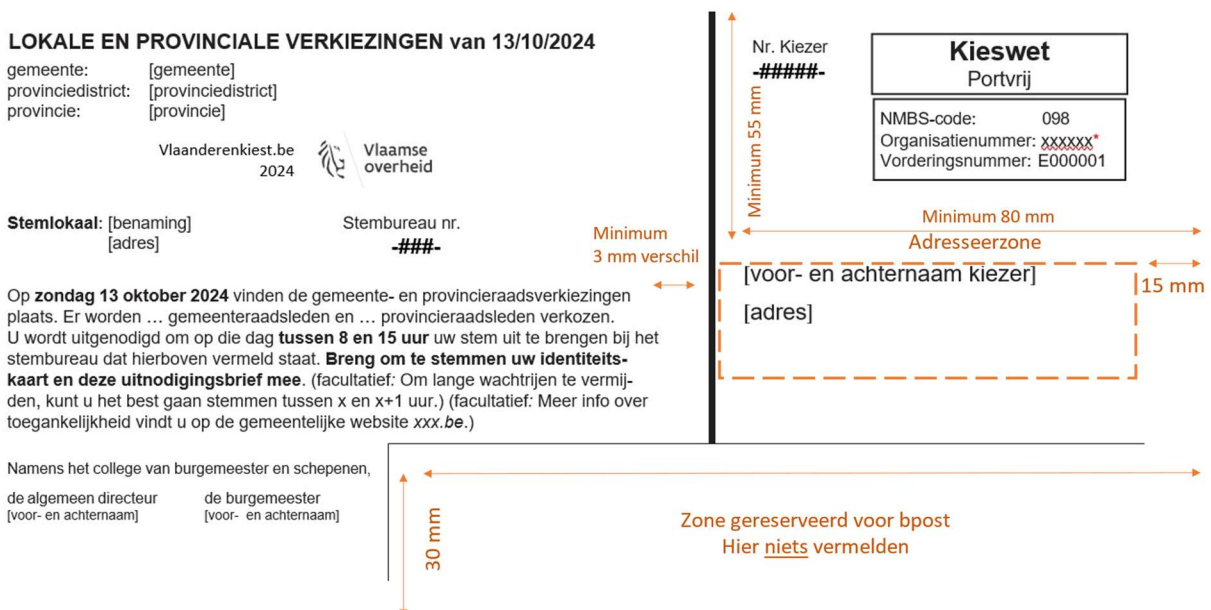 LOKALE EN PROVINCIALE VERKIEZINGEN van 13/10/2024
gemeente: [gemeente]
provinciedistrict: [provinciedistrict]
provincie: [provincie]
Vlaanderenkiest.be
2024
Vlaamse
overheid
Stemlokaal: [benaming]
[adres]
Stembureau nr.
-###-
Op zondag 13 oktober 2024 vinden de gemeente- en provincieraadsverkiezingen
plaats. Er worden … gemeenteraadsleden en … provincieraadsleden verkozen.
U wordt uitgenodigd om op die dag tussen 8 en 15 uur uw stem uit te brengen bij het
stembureau dat hierboven vermeld staat. Breng om te stemmen uw identiteits-
kaart en deze uitnodigingsbrief mee. (facultatief: Om lange wachtrijen te vermij-
den, kunt u het best gaan stemmen tussen x en x+1 uur.) (facultatief: Meer info over
toegankelijkheid vindt u op de gemeentelijke website xxx.be.)
Namens het college van burgemeester en schepenen,
de algemeen directeur
[voor- en achternaam]
de burgemeester
[voor- en achternaam]
Nr. Kiezer
-#####-
Kieswet
Portvrij
NMBS-code: 098
Organisatienummer: xxxxxx*
Vorderingsnummer: E000001
Minimum 55 mm
Minimum 80 mm
Adresseerzone
Minimum
3 mm verschil
[voor- en achternaam kiezer]
[adres]
15 mm
30 mm
Zone gereserveerd voor bpost
Hier niets vermelden